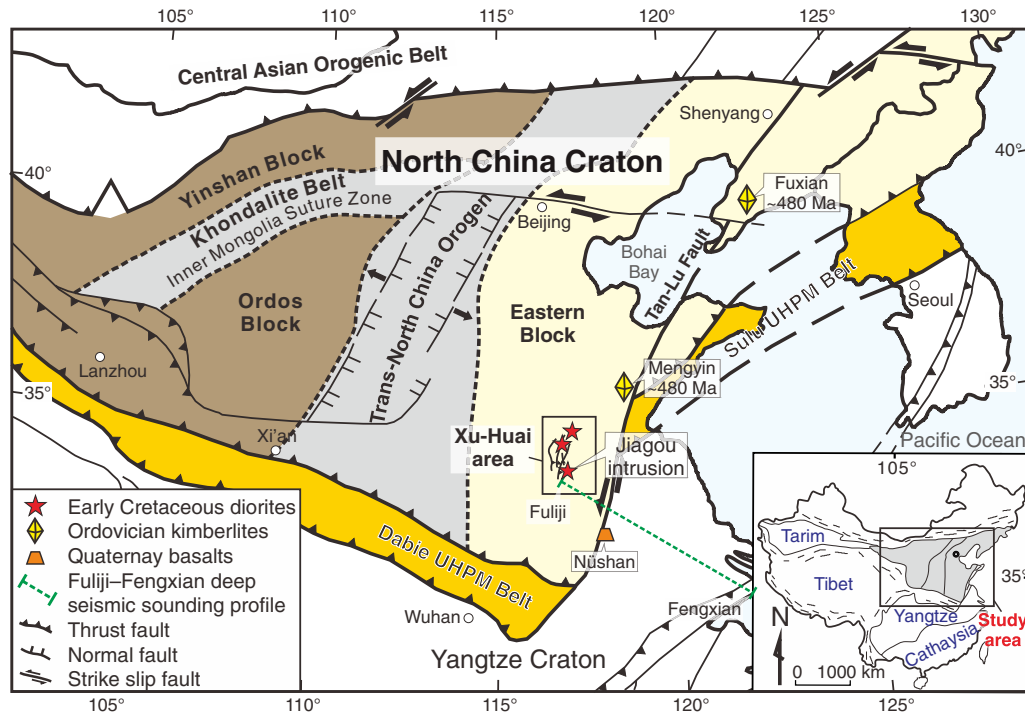 105°
110°
115°
120°
125°
130°
Central Asian Orogenic Belt
Shenyang
40°
40°
North China Craton
Yinshan Block
Khondalite Belt
Inner Mongolia Suture Zone
Fuxian
~480 Ma
Beijing
Bohai
Bay
Tan-Lu Fault
Trans-North China Orogen
Ordos
Block
Eastern
Block
Sulu UHPM Belt
Seoul
Lanzhou
Mengyin
~480 Ma
35°
35°
Xi'an
Xu-Huai
area
Jiagou
intrusion
Pacific Ocean
Fuliji
Dabie UHPM Belt
Nüshan
Wuhan
Fengxian
Yangtze Craton
Early Cretaceous diorites
Ordovician kimberlites
Quaternay basalts
Fuliji–Fengxian deep
seismic sounding profile
Thrust fault
Normal fault
Strike slip fault
105°
Tarim
Tibet
35°
Yangtze
Cathaysia
Study
area
N
0 1000 km
105°
110°
115°
120°
125°